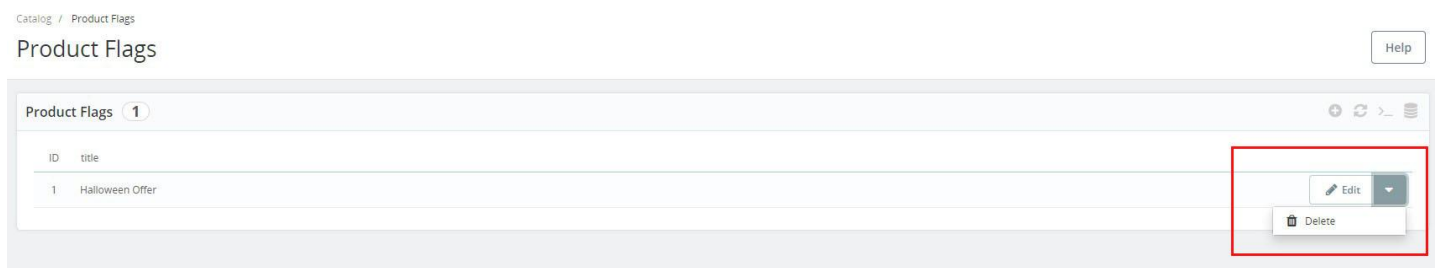 Catalog / Product Flags
Product Flags
Help
Product Flags 1
ID title
1 Halloween Offer Edit
Delete